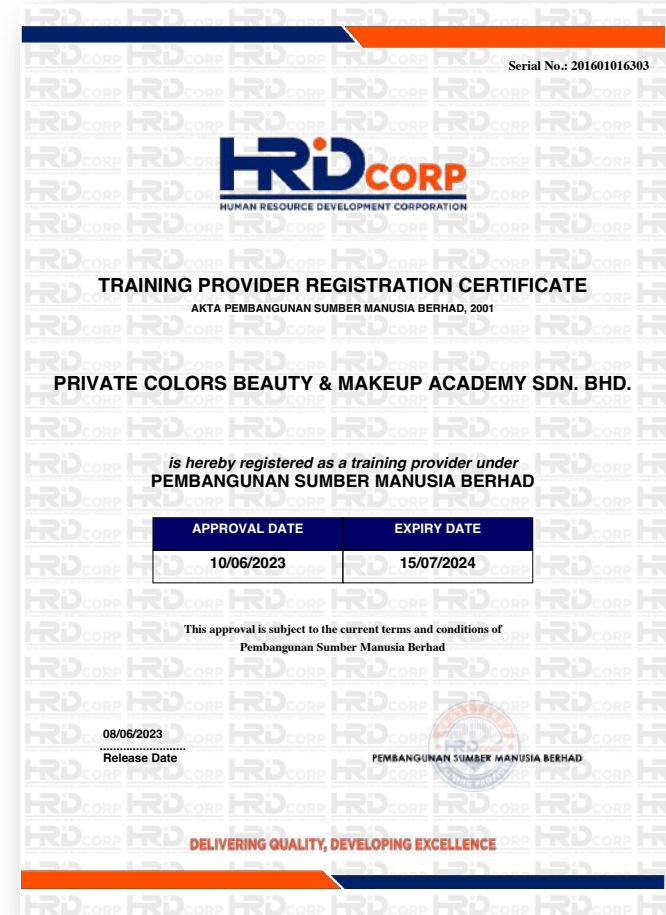 Serial No.: 201601016303
HRiD CORP
HUMAN RESOURCE DEVELOPMENT CORPORATION
TRAINING PROVIDER REGISTRATION CERTIFICATE
AKTA PEMBANGUNAN SUMBER MANUSIA BERHAD, 2001
PRIVATE COLORS BEAUTY & MAKEUP ACADEMY SDN. BHD.
is hereby registered as a training provider under
PEMBANGUNAN SUMBER MANUSIA BERHAD
APPROVAL DATE EXPIRY DATE
10/06/2023 15/07/2024
This approval is subject to the current terms and conditions of
Pembangunan Sumber Manusia Berhad
08/06/2023
Release Date
PEMBANGUNAN SUMBER MANUSIA BERHAD
DELIVERING QUALITY, DEVELOPING EXCELLENCE